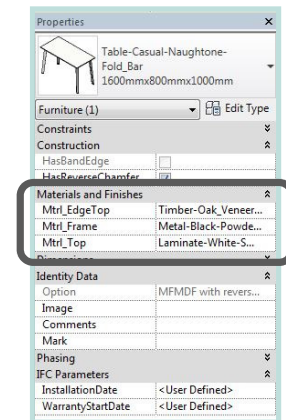 Properties
Table-Casual-Naughtone-
Fold_Bar
1600mmx800mmx1000mm
Furniture (1)
Edit Type
Constraints
Construction
HasBandEdge
HasReverseChamfer
Materials and Finishes
Mtrl_EdgeTop Timber-Oak_Veneer...
Mtrl_Frame Metal-Black-Powde...
Mtrl_Top Laminate-White-S...
Dimensions
Identity Data
Option MFMDF with revers...
Image
Comments
Mark
Phasing
IFC Parameters
InstallationDate <User Defined>
WarrantyStartDate <User Defined>